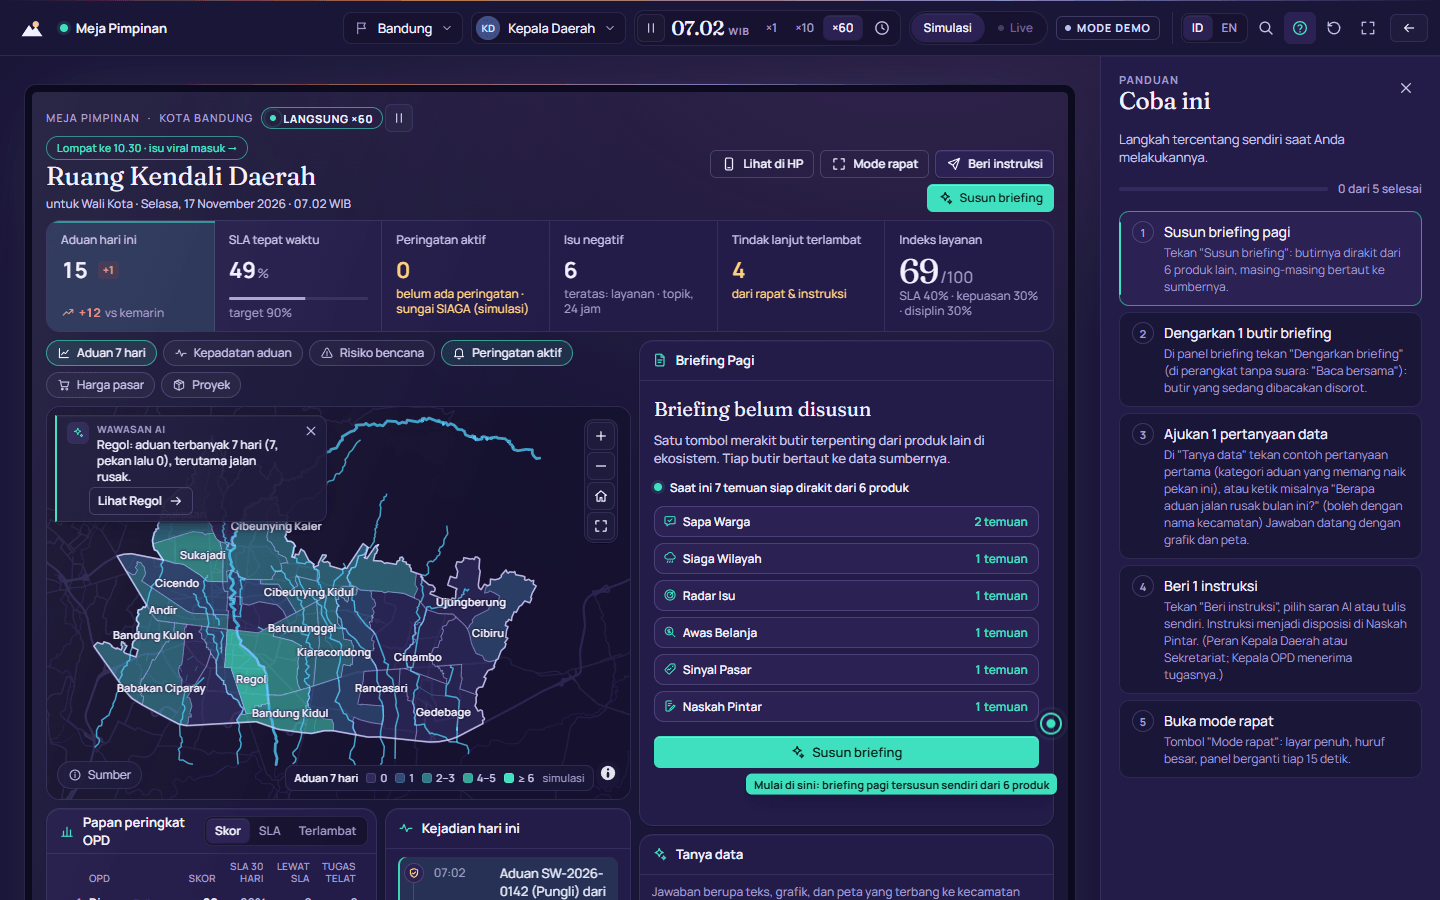 Meja Pimpinan
Bandung
KD Kepala Daerah
07.02 WIB
×1 ×10 ×60
Simulasi Live
MODE DEMO
ID EN
MEJA PIMPINAN · KOTA BANDUNG
LANGSUNG ×60
Lompat ke 10.30 · isu viral masuk →
Ruang Kendali Daerah
untuk Wali Kota · Selasa, 17 November 2026 · 07.02 WIB
Lihat di HP
Mode rapat
Beri instruksi
Susun briefing
Aduan hari ini
15 +1
+12 vs kemarin
SLA tepat waktu
49%
target 90%
Peringatan aktif
0
belum ada peringatan ·
sungai SIAGA (simulasi)
Isu negatif
6
teratas: layanan · topik,
24 jam
Tindak lanjut terlambat
4
dari rapat & instruksi
Indeks layanan
69/100
SLA 40% · kepuasan 30%
· disiplin 30%
Aduan 7 hari
Kepadatan aduan
Risiko bencana
Peringatan aktif
Harga pasar
Proyek
WAWASAN AI
Regol: aduan terbanyak 7 hari (7,
pekan lalu 0), terutama jalan
rusak.
Lihat Regol →
Cibeunying Kaler
Sukajadi
Cicendo
Cibeunying Kidul
Andir
Ujungberung
Bandung Kulon
Batununggal
Cibiru
Kiaracondong
Cinambo
Regol
Babakan Ciparay
Rancasari
Bandung Kidul
Gedebage
Sumber
Aduan 7 hari 0 1 2–3 4–5 ≥ 6 simulasi
Papan peringkat
OPD
Skor SLA Terlambat
OPD SKOR
SLA 30
HARI
LEWAT
SLA
TUGAS
TELAT
Kejadian hari ini
07:02
Aduan SW-2026-
0142 (Pungli) dari
Briefing Pagi
Briefing belum disusun
Satu tombol merakit butir terpenting dari produk lain di
ekosistem. Tiap butir bertaut ke data sumbernya.
Saat ini 7 temuan siap dirakit dari 6 produk
Sapa Warga 2 temuan
Siaga Wilayah 1 temuan
Radar Isu 1 temuan
Awas Belanja 1 temuan
Sinyal Pasar 1 temuan
Naskah Pintar 1 temuan
Susun briefing
Mulai di sini: briefing pagi tersusun sendiri dari 6 produk
Tanya data
Jawaban berupa teks, grafik, dan peta yang terbang ke kecamatan
PANDUAN
Coba ini
Langkah tercentang sendiri saat Anda
melakukannya.
0 dari 5 selesai
1 Susun briefing pagi
Tekan "Susun briefing": butirnya dirakit dari
6 produk lain, masing-masing bertaut ke
sumbernya.
2 Dengarkan 1 butir briefing
Di panel briefing tekan "Dengarkan briefing"
(di perangkat tanpa suara: "Baca bersama"):
butir yang sedang dibacakan disorot.
3 Ajukan 1 pertanyaan data
Di "Tanya data" tekan contoh pertanyaan
pertama (kategori aduan yang memang naik
pekan ini), atau ketik misalnya "Berapa
aduan jalan rusak bulan ini?" (boleh dengan
nama kecamatan) Jawaban datang dengan
grafik dan peta.
4 Beri 1 instruksi
Tekan "Beri instruksi", pilih saran AI atau tulis
sendiri. Instruksi menjadi disposisi di Naskah
Pintar. (Peran Kepala Daerah atau
Sekretariat; Kepala OPD menerima
tugasnya.)
5 Buka mode rapat
Tombol "Mode rapat": layar penuh, huruf
besar, panel berganti tiap 15 detik.